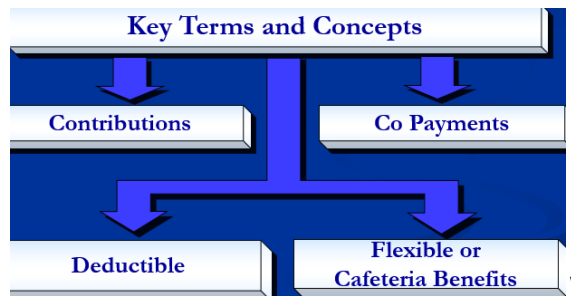 Key Terms and Concepts
Contributions
Co Payments
Deductible
Flexible or
Cafeteria Benefits